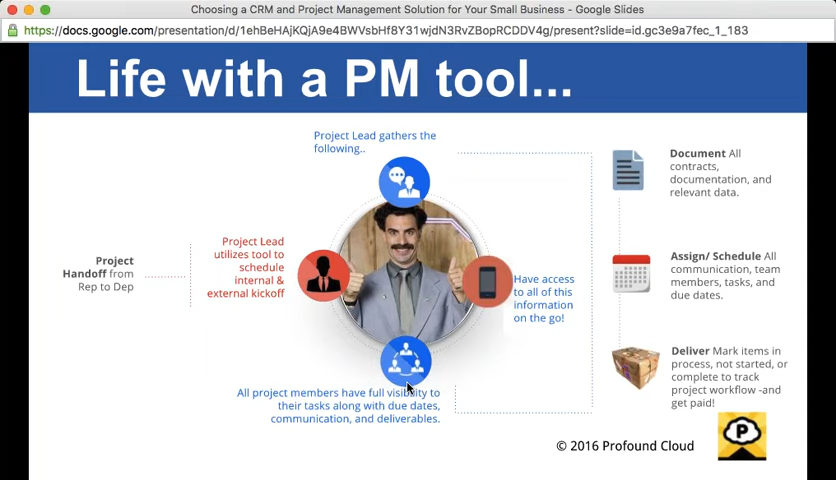 Choosing a CRM and Project Management Solution for Your Small Business - Google Slides
https://docs.google.com/presentation/d/1ehBeHAjKQjA9e4BWVsbHf8Y31wjdN3RvZBopRCDDV4g/present?slide=id.gc3e9a7fec_1_183
Life with a PM tool...
Project Lead gathers the
following..
Project
Handoff from
Rep to Dep
Project Lead
utilizes tool to
schedule
internal &
external kickoff
Have access
to all of this
information
on the go!
All project members have full visibility to
their tasks along with due dates,
communication, and deliverables.
Document All
contracts,
documentation, and
relevant data.
Assign/ Schedule All
communication, team
members, tasks, and
due dates.
Deliver Mark items in
process, not started, or
complete to track
project workflow -and
get paid!
© 2016 Profound Cloud
P